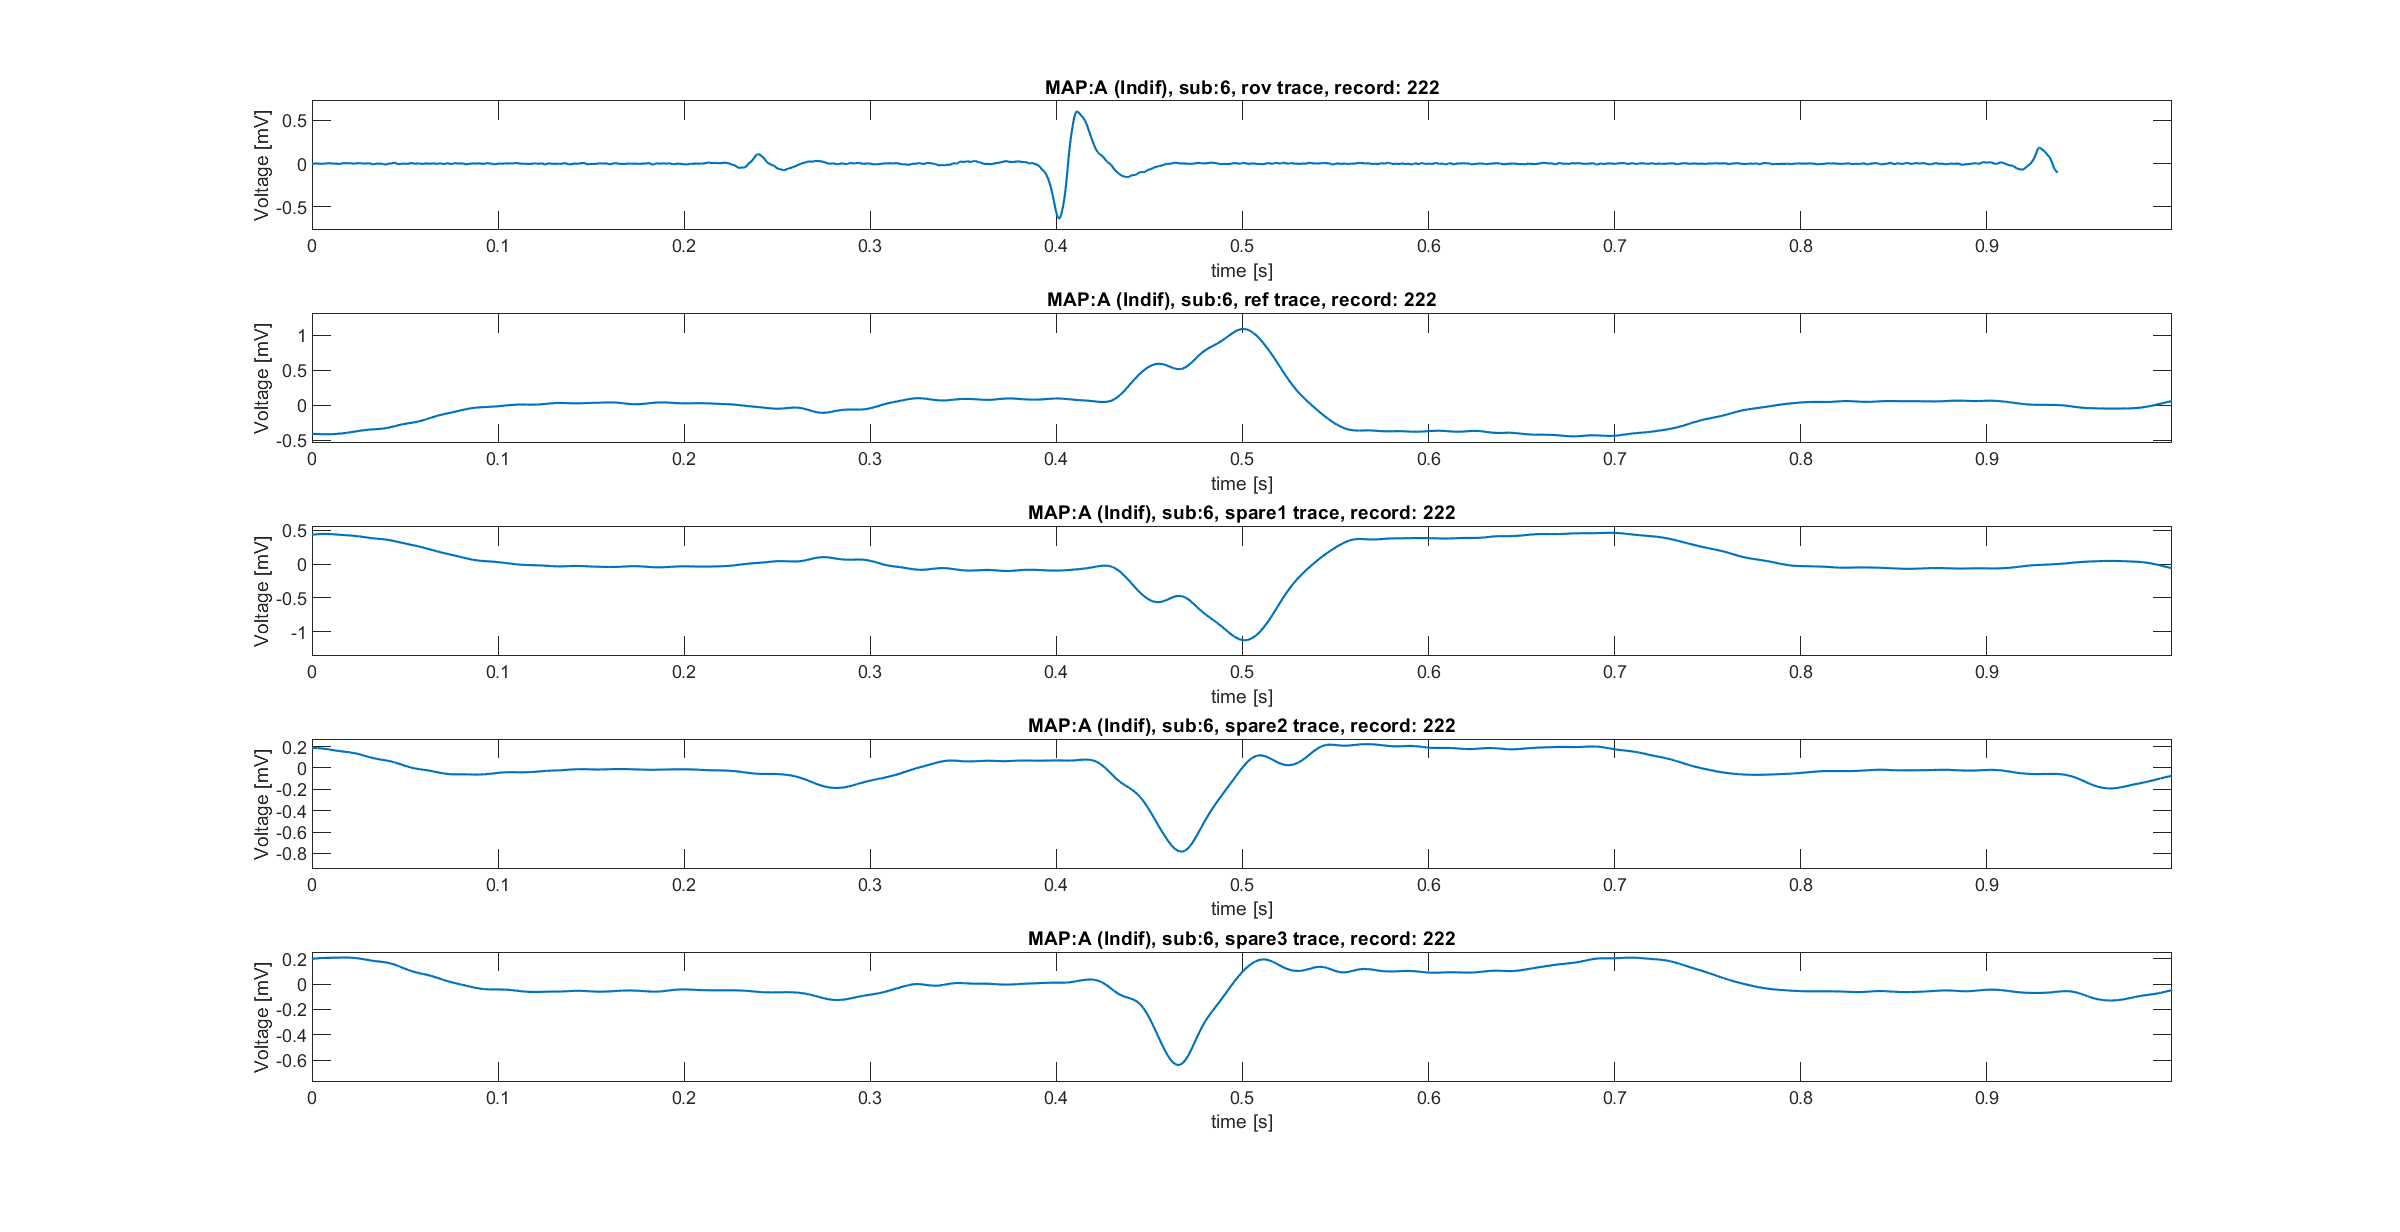 MAP:A (Indif), sub:6, rov trace, record: 222
Voltage [mV]
0.5
0
-0.5
0 0.1 0.2 0.3 0.4 0.5 0.6 0.7 0.8 0.9
time [s]
MAP:A (Indif), sub:6, ref trace, record: 222
Voltage [mV]
1
0.5
0
-0.5
0 0.1 0.2 0.3 0.4 0.5 0.6 0.7 0.8 0.9
time [s]
MAP:A (Indif), sub:6, spare1 trace, record: 222
Voltage [mV]
0.5
0
-0.5
-1
0 0.1 0.2 0.3 0.4 0.5 0.6 0.7 0.8 0.9
time [s]
MAP:A (Indif), sub:6, spare2 trace, record: 222
Voltage [mV]
0.2
0
-0.2
-0.4
-0.6
-0.8
0 0.1 0.2 0.3 0.4 0.5 0.6 0.7 0.8 0.9
time [s]
MAP:A (Indif), sub:6, spare3 trace, record: 222
Voltage [mV]
0.2
0
-0.2
-0.4
-0.6
0 0.1 0.2 0.3 0.4 0.5 0.6 0.7 0.8 0.9
time [s]